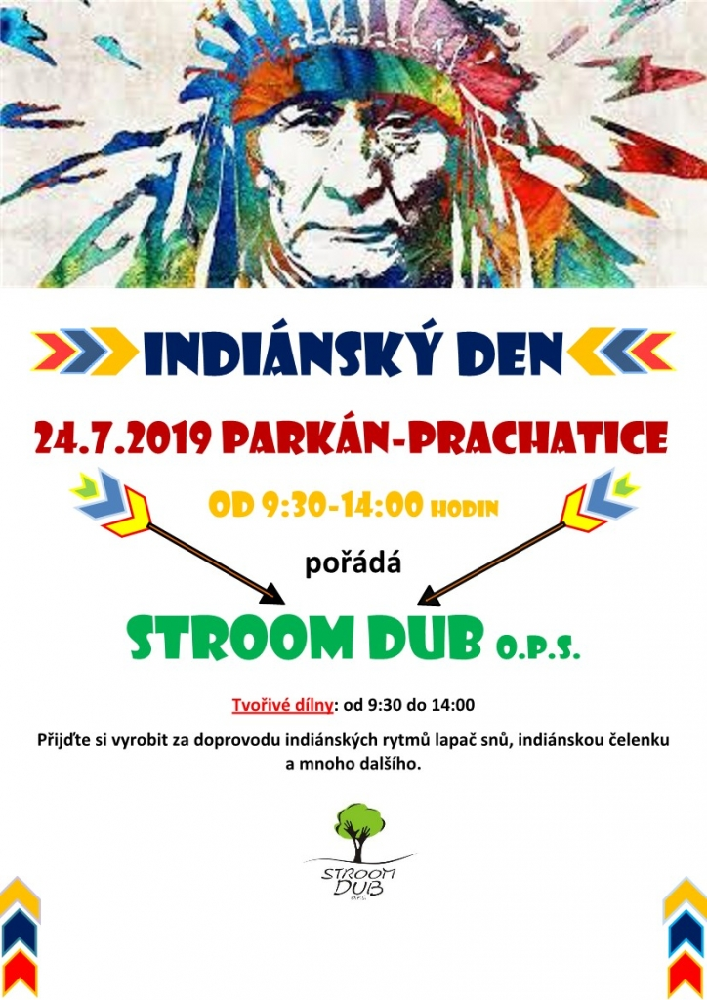 INDIÁNSKÝ DEN
24.7.2019 PARKÁN-PRACHATICE
OD 9:30-14:00 HODIN
pořádá
STROOM DUB O.P.S.
Tvořivé dílny: od 9:30 do 14:00
Přijďte si vyrobit za doprovodu indiánských rytmů lapač snů, indiánskou čelenku
a mnoho dalšího.
STROOM
DUB
o.p.s.